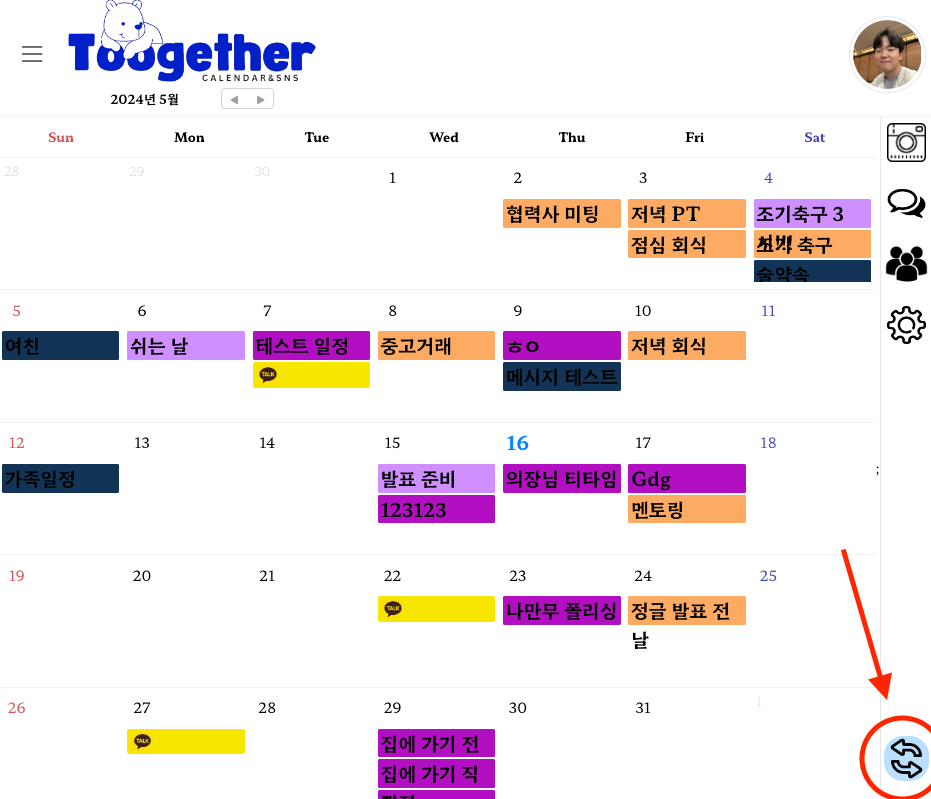 Toogether
CALENDAR&SNS
2024년 5월
Sun Mon Tue Wed Thu Fri Sat
28 29 30 1 2 3 4
협력사 미팅 저녁 PT 조기축구 3
점심 회식 축구
술약속
5 6 7 8 9 10 11
여친 쉬는 날 테스트 일정 중고거래 ㅎㅇ 저녁 회식
TALK 메시지 테스트
12 13 14 15 16 17 18
가족일정 발표 준비 의장님 티타임 Gdg
;
123123 멘토링
19 20 21 22 23 24 25
TALK 나만무 폴리싱 정글 발표 전
날
26 27 28 29 30 31 1
TALK 집에 가기 전
집에 가기 직